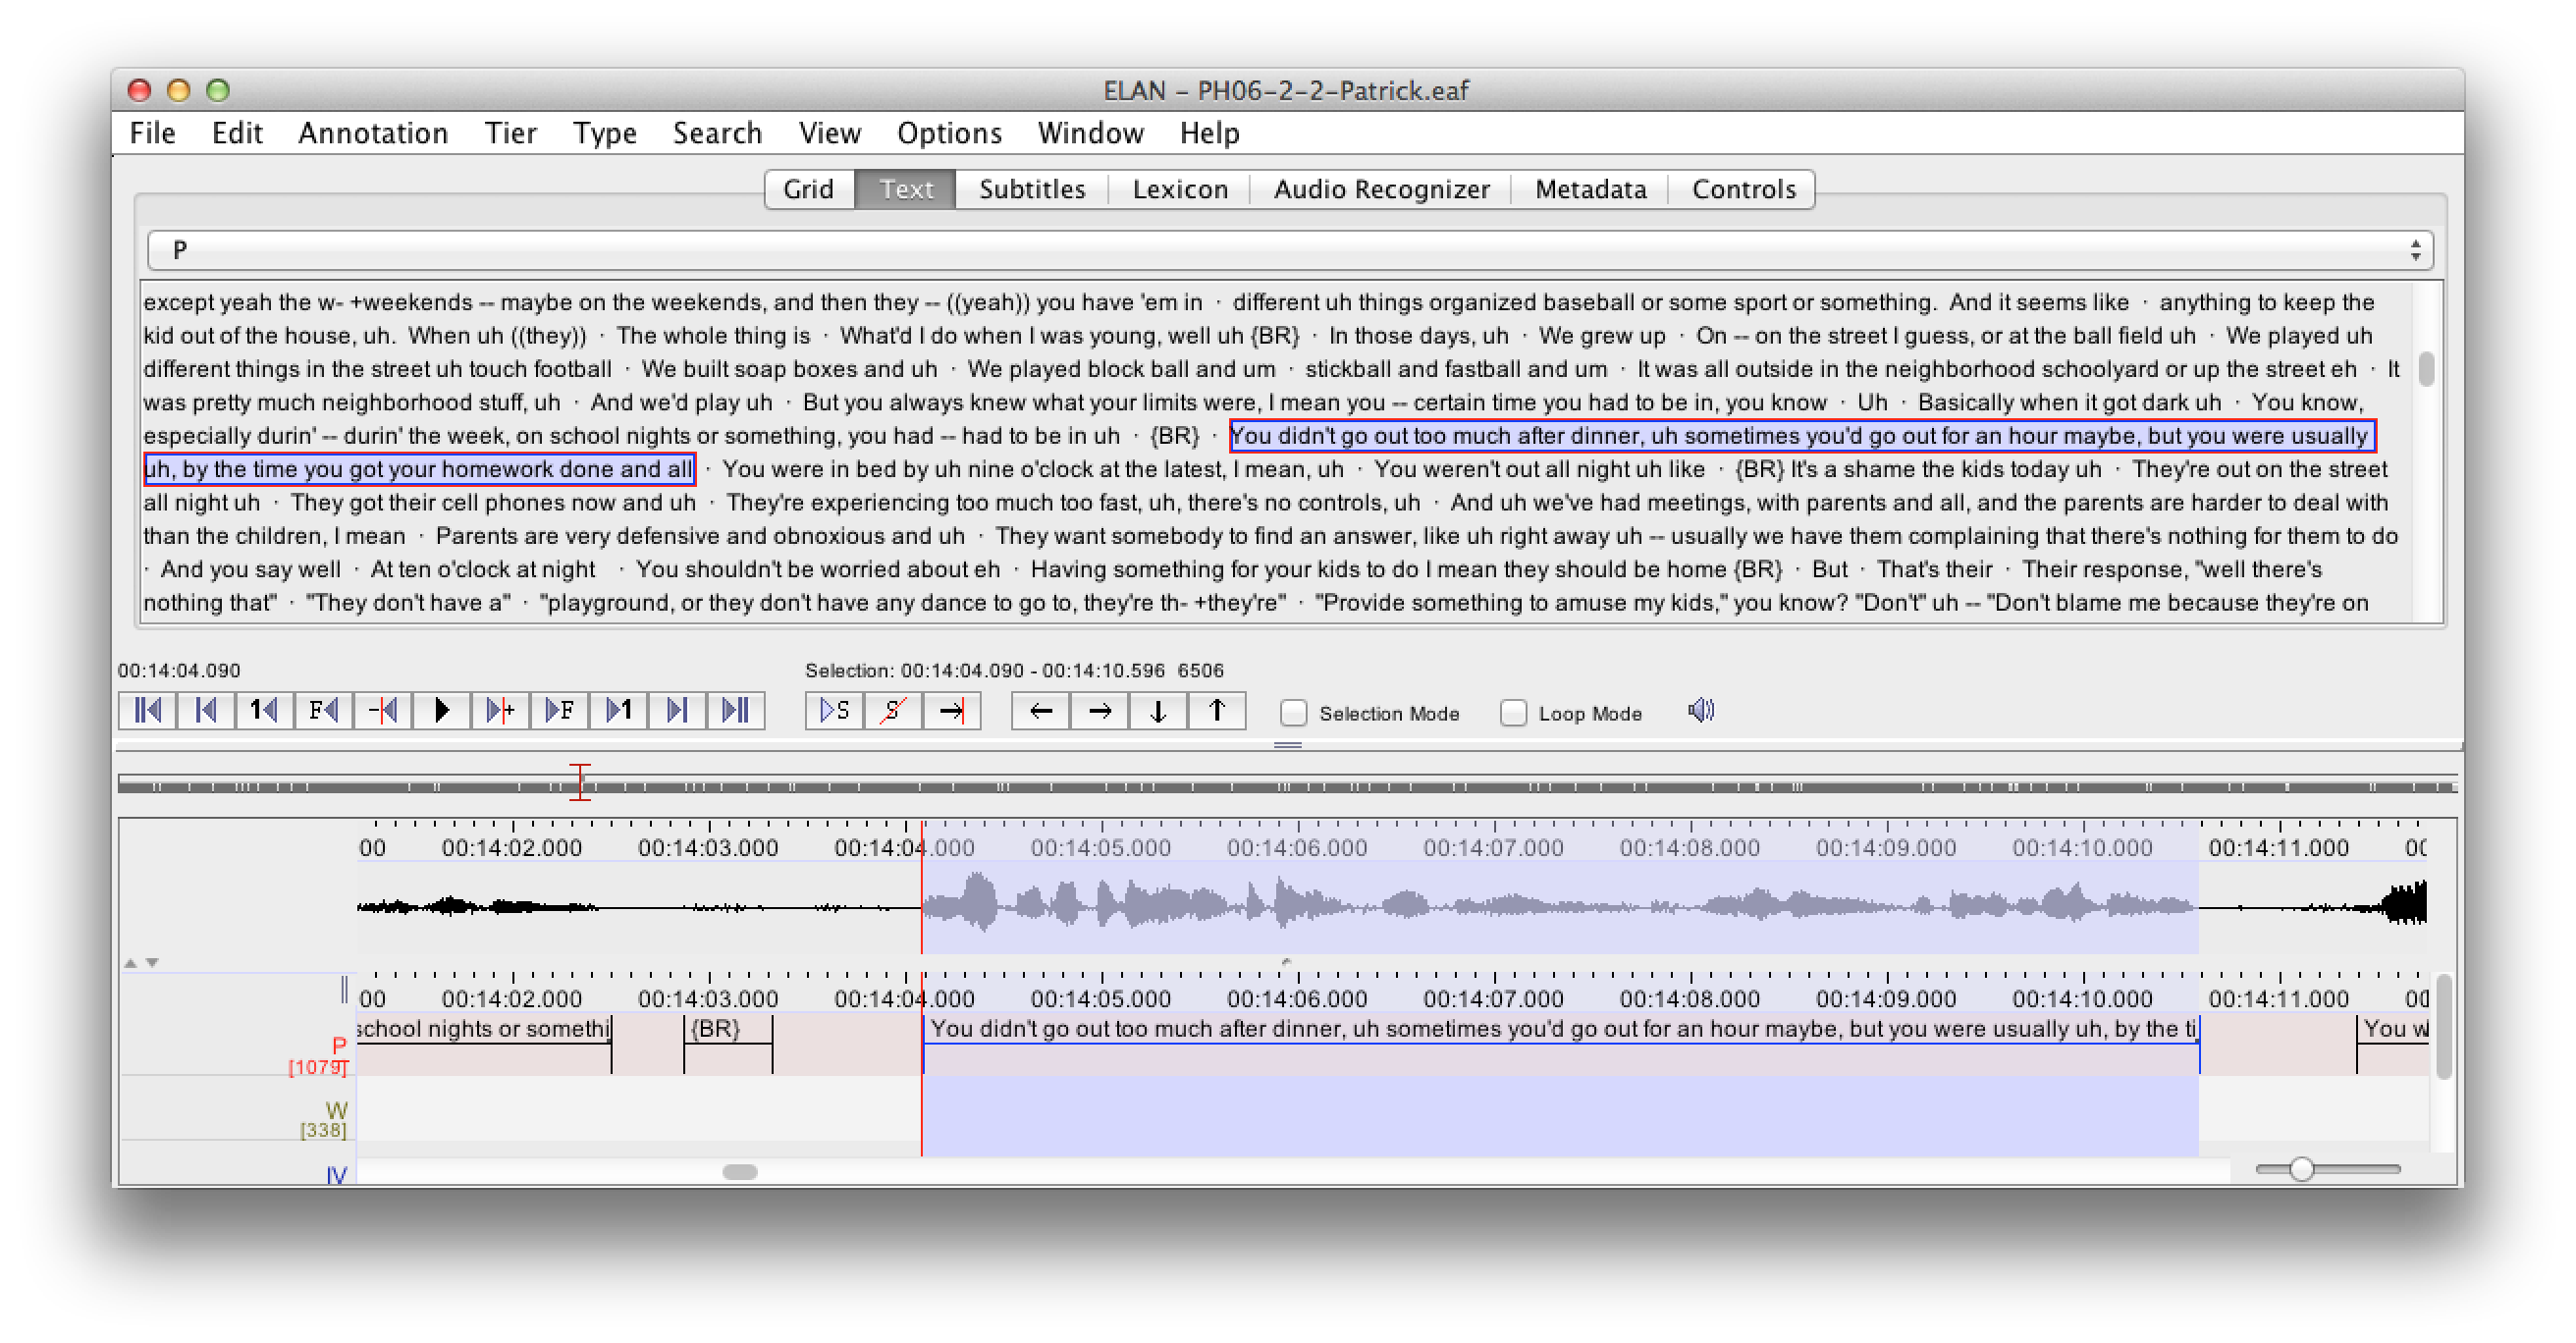 ELAN – PH06-2-2-Patrick.eaf
File Edit Annotation Tier Type Search View Options Window Help
Grid Text Subtitles Lexicon Audio Recognizer Metadata Controls
P
except yeah the w- +weekends -- maybe on the weekends, and then they -- ((yeah)) you have 'em in · different uh things organized baseball or some sport or something.  And it seems like · anything to keep the
kid out of the house, uh.  When uh ((they)) · The whole thing is · What'd I do when I was young, well uh {BR} · In those days, uh · We grew up · On -- on the street I guess, or at the ball field uh · We played uh
different things in the street uh touch football · We built soap boxes and uh · We played block ball and um · stickball and fastball and um · It was all outside in the neighborhood schoolyard or up the street eh · It
was pretty much neighborhood stuff, uh · And we'd play uh · But you always knew what your limits were, I mean you -- certain time you had to be in, you know · Uh · Basically when it got dark uh · You know,
especially durin' -- durin' the week, on school nights or something, you had -- had to be in uh · {BR} · You didn't go out too much after dinner, uh sometimes you'd go out for an hour maybe, but you were usually
uh, by the time you got your homework done and all · You were in bed by uh nine o'clock at the latest, I mean, uh · You weren't out all night uh like · {BR} It's a shame the kids today uh · They're out on the street
all night uh · They got their cell phones now and uh · They're experiencing too much too fast, uh, there's no controls, uh · And uh we've had meetings, with parents and all, and the parents are harder to deal with
than the children, I mean · Parents are very defensive and obnoxious and uh · They want somebody to find an answer, like uh right away uh -- usually we have them complaining that there's nothing for them to do
· And you say well · At ten o'clock at night · You shouldn't be worried about eh · Having something for your kids to do I mean they should be home {BR} · But · That's their · Their response, "well there's
nothing that" · "They don't have a" · "playground, or they don't have any dance to go to, they're th- +they're" · "Provide something to amuse my kids," you know? "Don't" uh -- "Don't blame me because they're on
00:14:04.090 Selection: 00:14:04.090 - 00:14:10.596 6506
1 F + F 1 S S Selection Mode Loop Mode
00 00:14:02.000 00:14:03.000 00:14:04.000 00:14:05.000 00:14:06.000 00:14:07.000 00:14:08.000 00:14:09.000 00:14:10.000 00:14:11.000 00
00 00:14:02.000 00:14:03.000 00:14:04.000 00:14:05.000 00:14:06.000 00:14:07.000 00:14:08.000 00:14:09.000 00:14:10.000 00:14:11.000 00
school nights or somethi {BR} You didn't go out too much after dinner, uh sometimes you'd go out for an hour maybe, but you were usually uh, by the ti You w
P
[1079]
W
[338]
IV